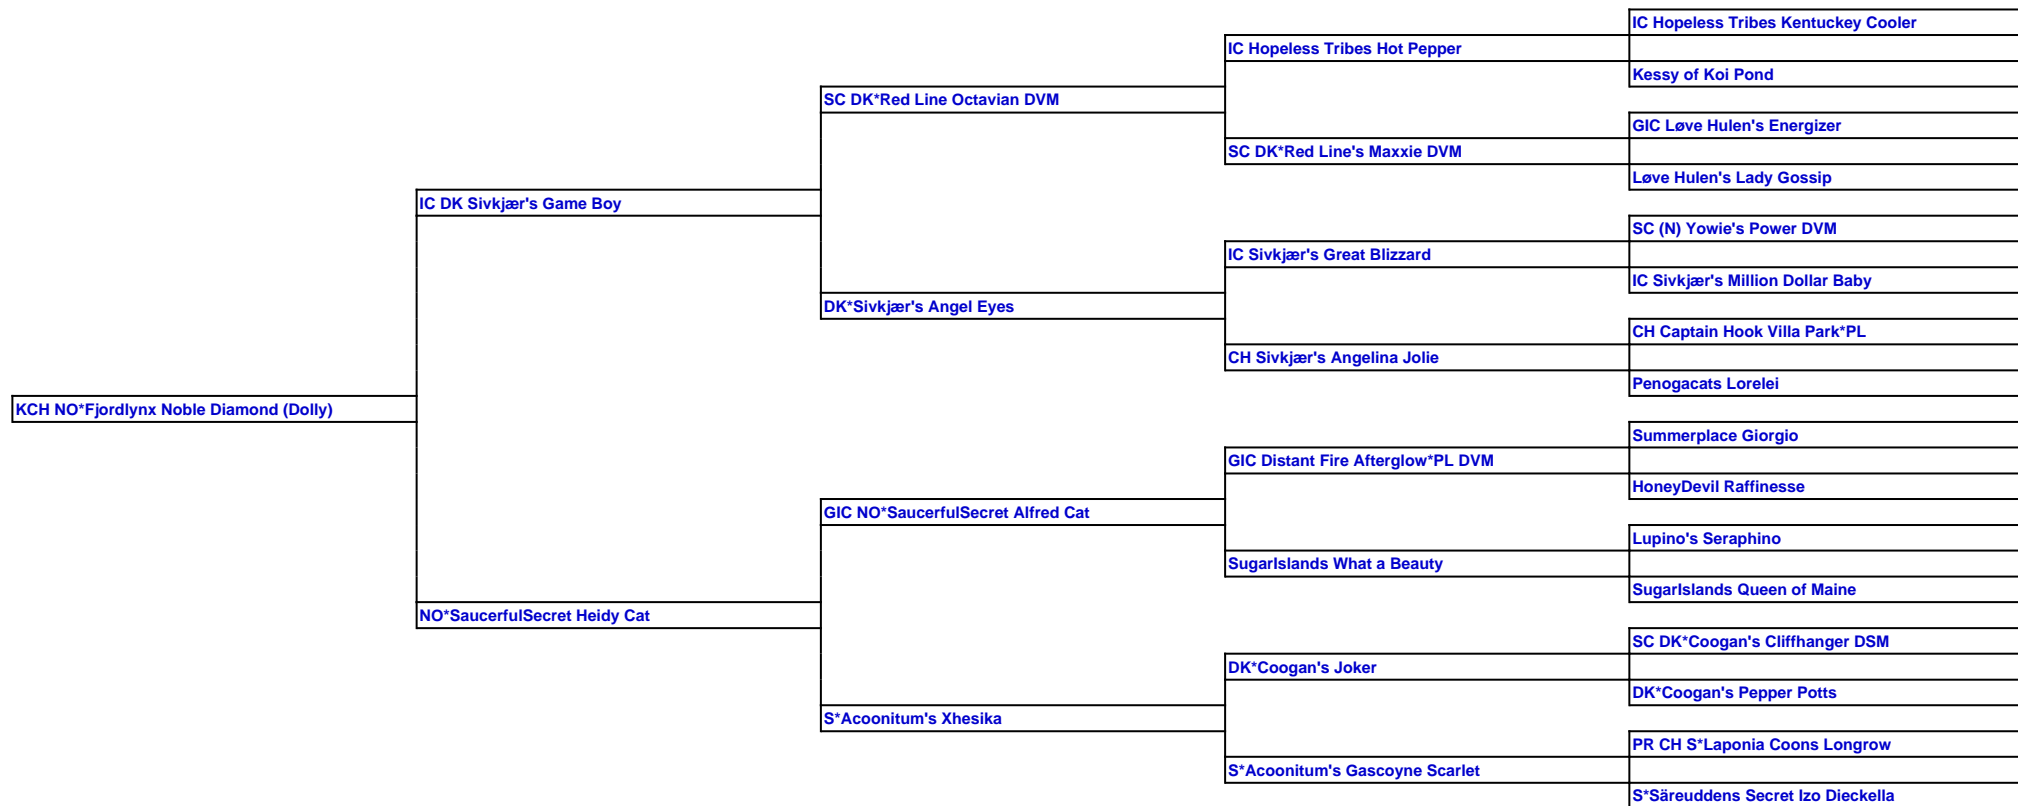 IC Hopeless Tribes Kentuckey Cooler
IC Hopeless Tribes Hot Pepper
Kessy of Koi Pond
SC DK*Red Line Octavian DVM
GIC Løve Hulen's Energizer
SC DK*Red Line's Maxxie DVM
Løve Hulen's Lady Gossip
IC DK Sivkjær's Game Boy
SC (N) Yowie's Power DVM
IC Sivkjær's Great Blizzard
IC Sivkjær's Million Dollar Baby
DK*Sivkjær's Angel Eyes
CH Captain Hook Villa Park*PL
CH Sivkjær's Angelina Jolie
Penogacats Lorelei
KCH NO*Fjordlynx Noble Diamond (Dolly)
Summerplace Giorgio
GIC Distant Fire Afterglow*PL DVM
HoneyDevil Raffinesse
GIC NO*SaucerfulSecret Alfred Cat
Lupino's Seraphino
SugarIslands What a Beauty
SugarIslands Queen of Maine
NO*SaucerfulSecret Heidy Cat
SC DK*Coogan's Cliffhanger DSM
DK*Coogan's Joker
DK*Coogan's Pepper Potts
S*Acoonitum's Xhesika
PR CH S*Laponia Coons Longrow
S*Acoonitum's Gascoyne Scarlet
S*Säreuddens Secret Izo Dieckella